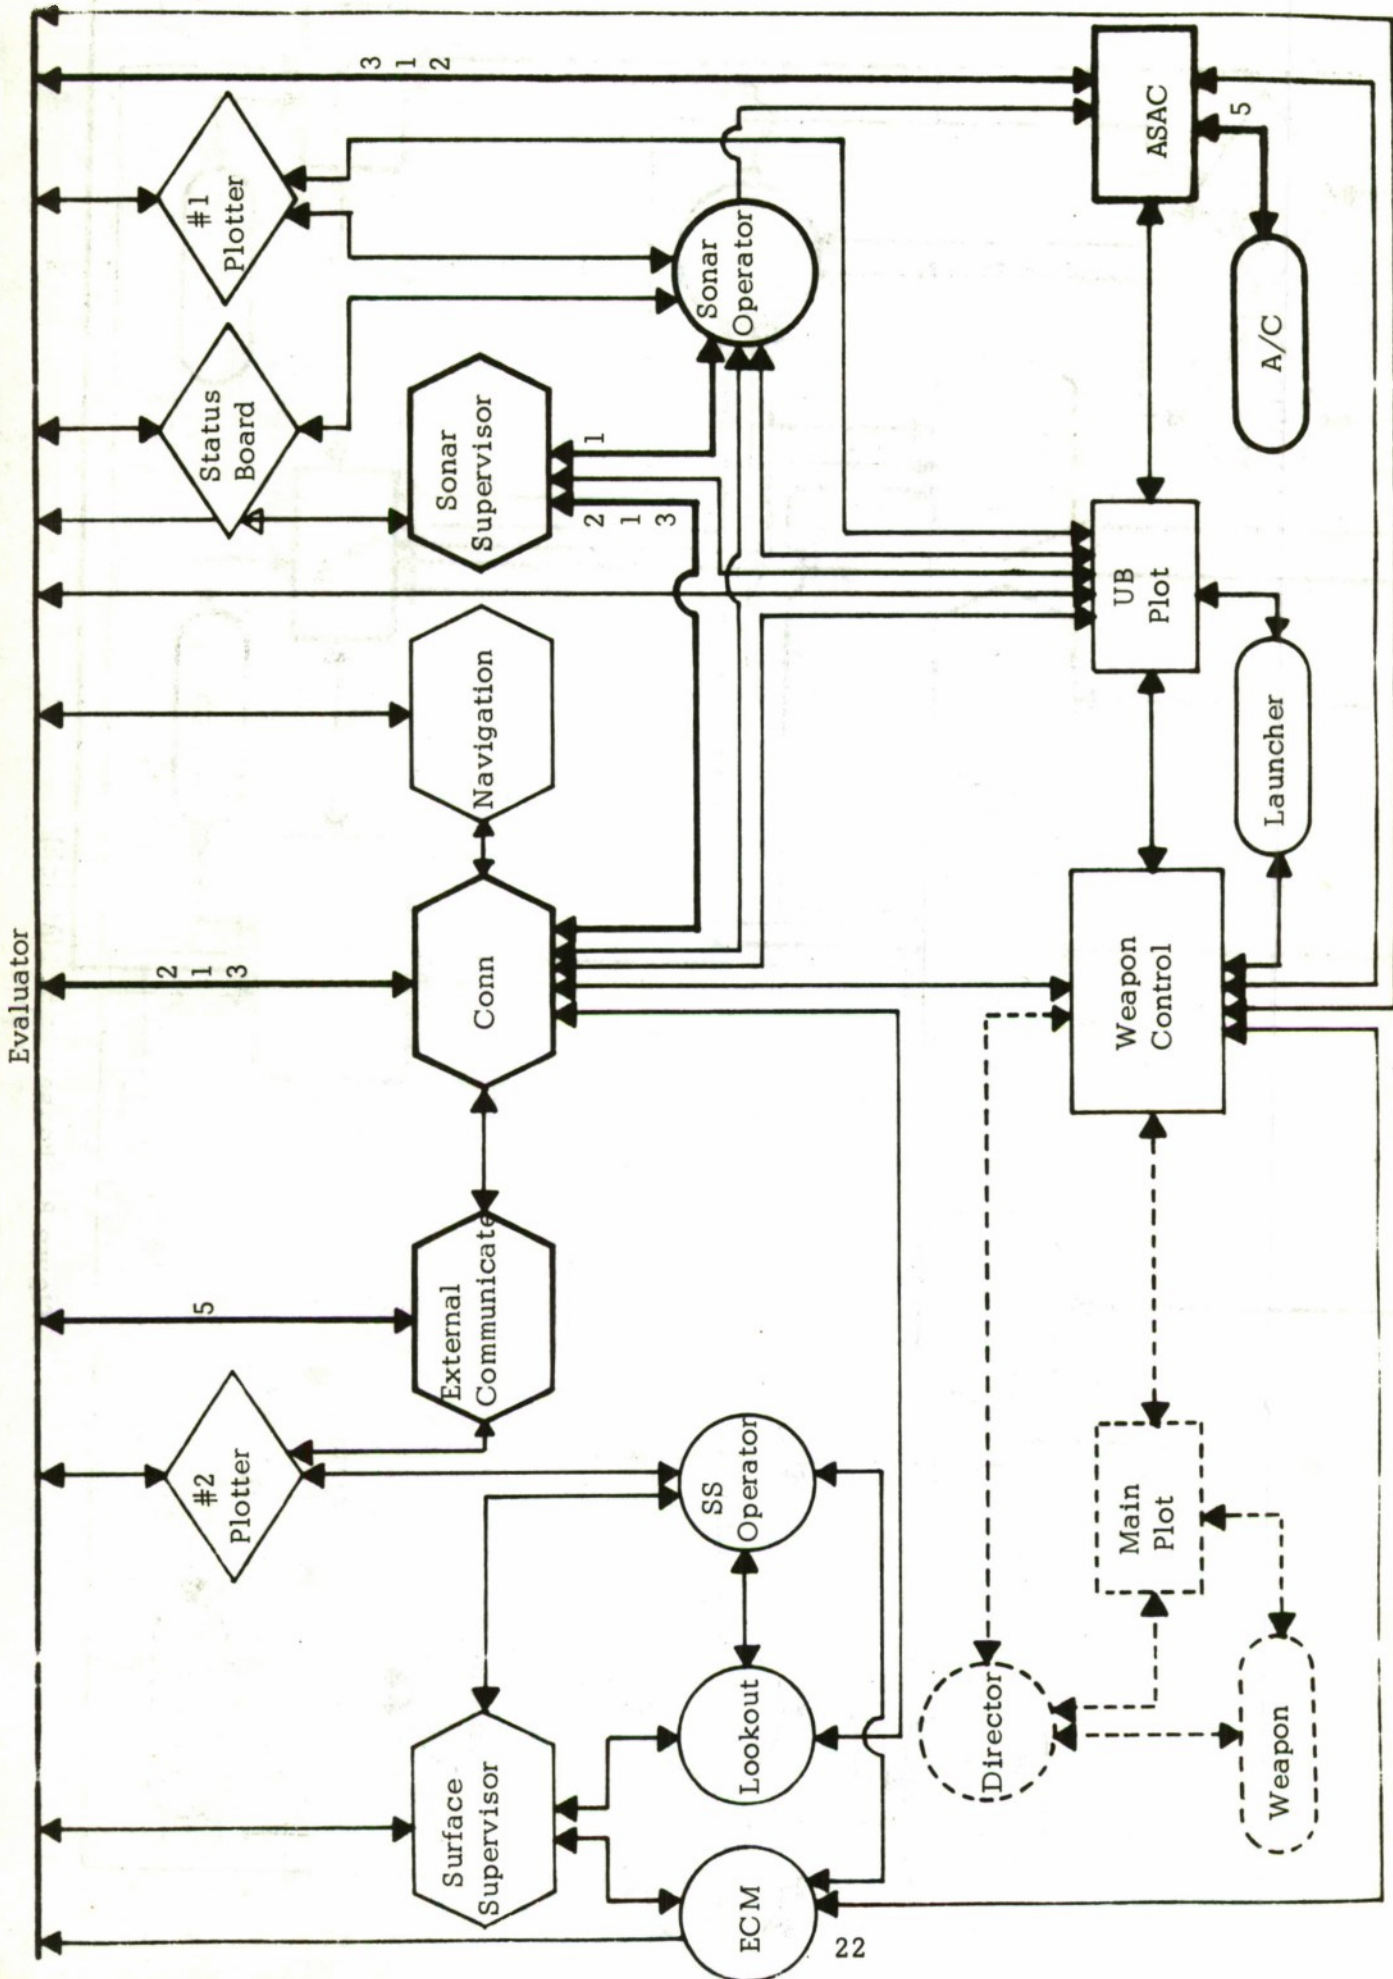 Evaluator
5
2
1
3
3
1
2
#2
Plotter
Status
Board
#1
Plotter
Surface
Supervisor
External
Communicate
Conn
Navigation
Sonar
Supervisor
2
1
3
1
ECM
Lookout
SS
Operator
Sonar
Operator
22
Director
Main
Plot
Weapon
Control
UB
Plot
ASAC
5
Weapon
Launcher
A/C